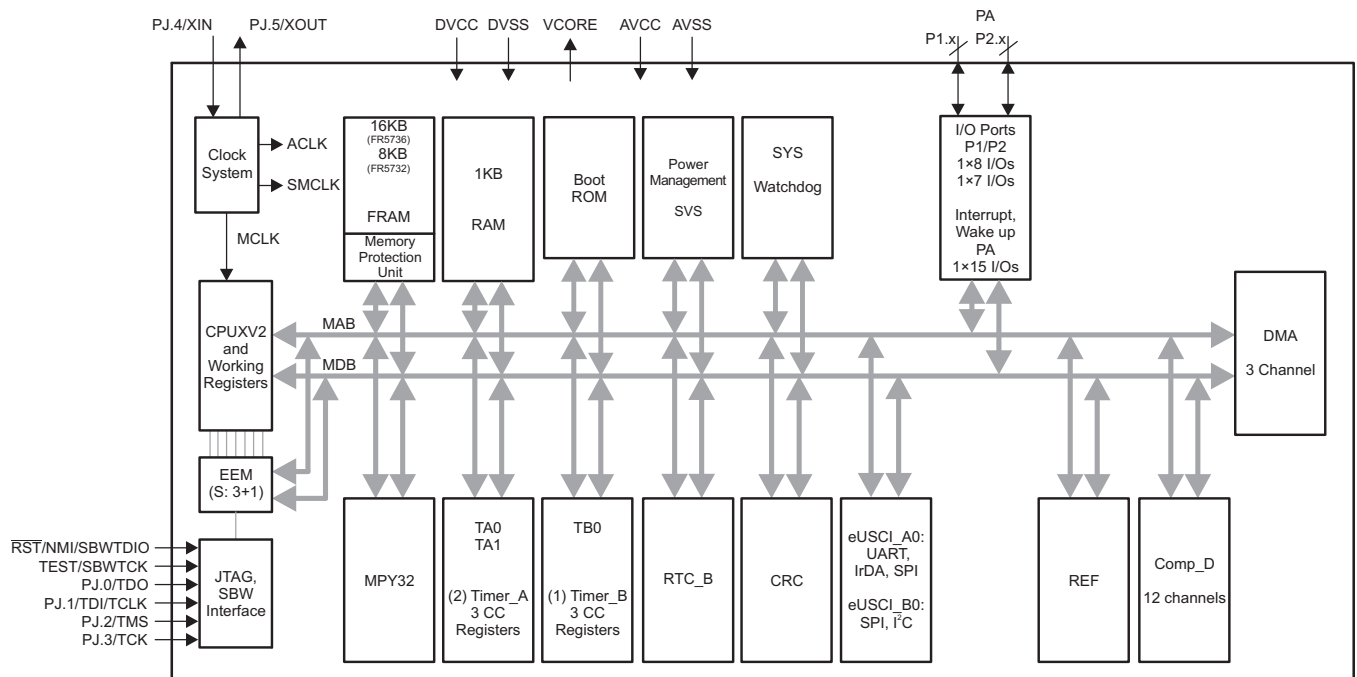 PJ.4/XIN
PJ.5/XOUT
DVCC
DVSS
VCORE
AVCC
AVSS
PA
P1.x
P2.x
Clock
System
ACLK
SMCLK
MCLK
16KB
(FR5736)
8KB
(FR5732)
FRAM
Memory
Protection
Unit
1KB
RAM
Boot
ROM
Power
Management
SVS
SYS
Watchdog
I/O Ports
P1/P2
1×8 I/Os
1×7 I/Os
Interrupt,
Wake up
PA
1×15 I/Os
CPUXV2
and
Working
Registers
MAB
MDB
DMA
3 Channel
EEM
(S: 3+1)
RST/NMI/SBWTDIO
TEST/SBWTCK
PJ.0/TDO
PJ.1/TDI/TCLK
PJ.2/TMS
PJ.3/TCK
JTAG,
SBW
Interface
MPY32
TA0
TA1
(2) Timer_A
3 CC
Registers
TB0
(1) Timer_B
3 CC
Registers
RTC_B
CRC
eUSCI_A0:
UART,
IrDA, SPI
eUSCI_B0:
SPI, I²C
REF
Comp_D
12 channels